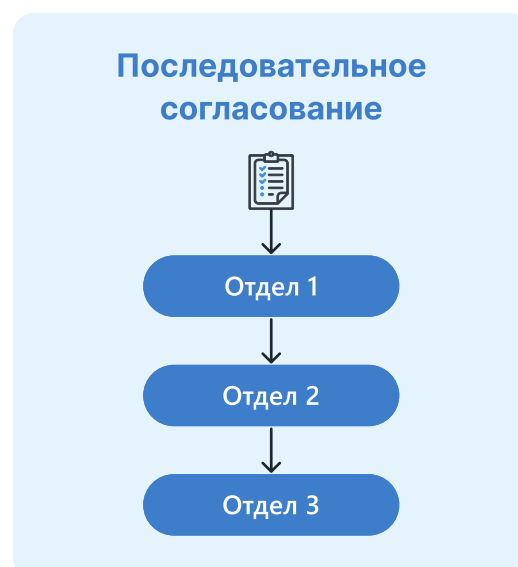 Последовательное
согласование
Отдел 1
Отдел 2
Отдел 3